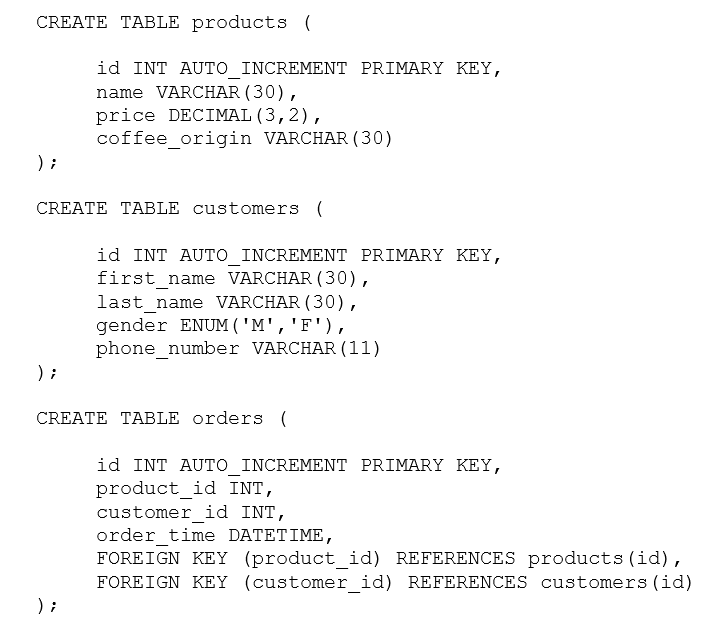 CREATE TABLE products (
id INT AUTO_INCREMENT PRIMARY KEY,
name VARCHAR(30),
price DECIMAL(3,2),
coffee_origin VARCHAR(30)
);
CREATE TABLE customers (
id INT AUTO_INCREMENT PRIMARY KEY,
first_name VARCHAR(30),
last_name VARCHAR(30),
gender ENUM('M','F'),
phone_number VARCHAR(11)
);
CREATE TABLE orders (
id INT AUTO_INCREMENT PRIMARY KEY,
product_id INT,
customer_id INT,
order_time DATETIME,
FOREIGN KEY (product_id) REFERENCES products(id),
FOREIGN KEY (customer_id) REFERENCES customers(id)
);